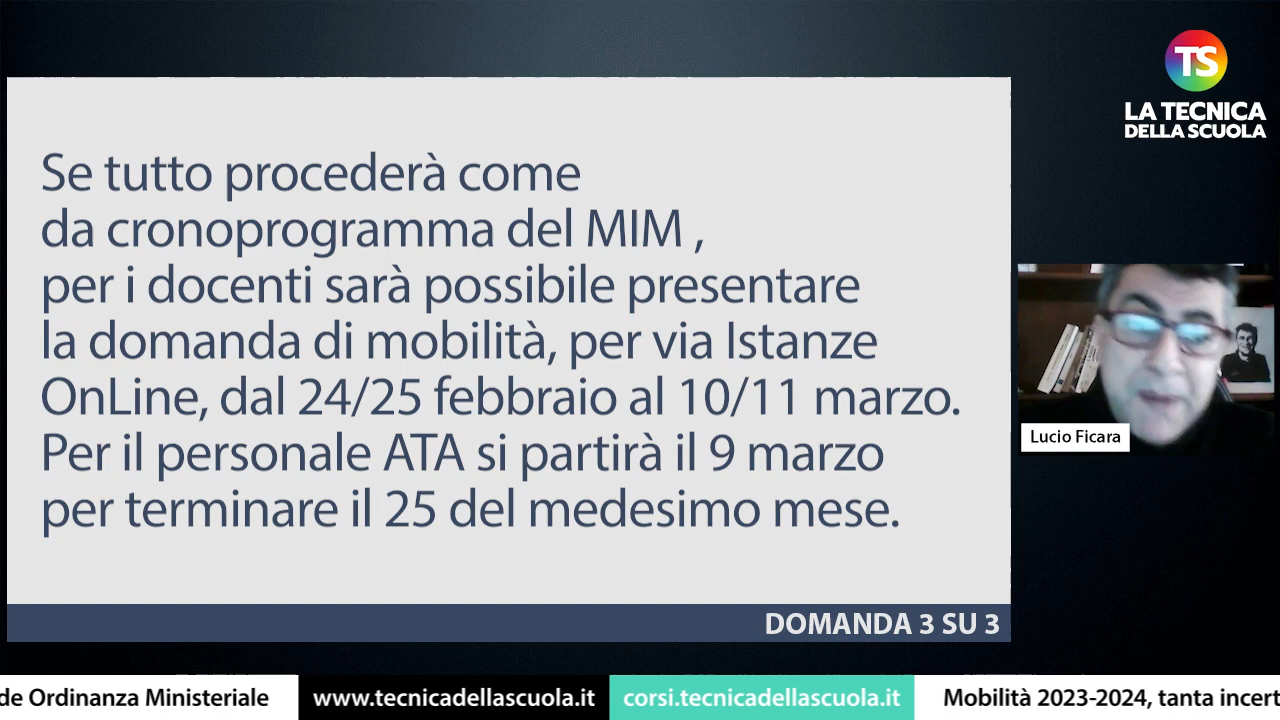 TS
LA TECNICA
DELLA SCUOLA
Se tutto procederà come
da cronoprogramma del MIM ,
per i docenti sarà possibile presentare
la domanda di mobilità, per via Istanze
OnLine, dal 24/25 febbraio al 10/11 marzo.
Per il personale ATA si partirà il 9 marzo
per terminare il 25 del medesimo mese.
Lucio Ficara
DOMANDA 3 SU 3
de Ordinanza Ministeriale www.tecnicadellascuola.it corsi.tecnicadellascuola.it Mobilità 2023-2024, tanta incert